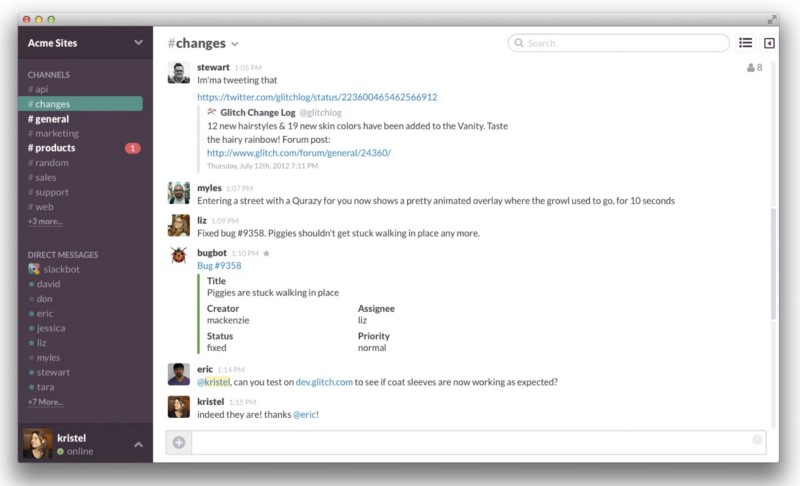 Acme Sites
CHANNELS
# api
# changes
# general
# marketing
# products 1
# random
# sales
# support
# web
+3 more...
DIRECT MESSAGES
slackbot
david
don
eric
jessica
liz
myles
stewart
tara
+7 More...
kristel
online
#changes
Search
8
stewart 1:05 PM
Im'ma tweeting that
https://twitter.com/glitchlog/status/223600465462566912
Glitch Change Log @glitchlog
12 new hairstyles & 19 new skin colors have been added to the Vanity. Taste
the hairy rainbow! Forum post:
http://www.glitch.com/forum/general/24360/
Thursday, July 12th, 2012 7:11 PM
myles 1:07 PM
Entering a street with a Qurazy for you now shows a pretty animated overlay where the growl used to go, for 10 seconds
liz 1:09 PM
Fixed bug #9358. Piggies shouldn't get stuck walking in place any more.
bugbot 1:10 PM
Bug #9358
Title
Piggies are stuck walking in place
Creator Assignee
mackenzie liz
Status Priority
fixed normal
eric 1:14 PM
@kristel, can you test on dev.glitch.com to see if coat sleeves are now working as expected?
kristel 1:15 PM
indeed they are! thanks @eric!